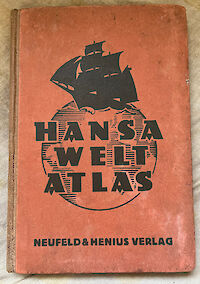 HANSA
WELT
ATLAS
NEUFELD & HENIUS VERLAG